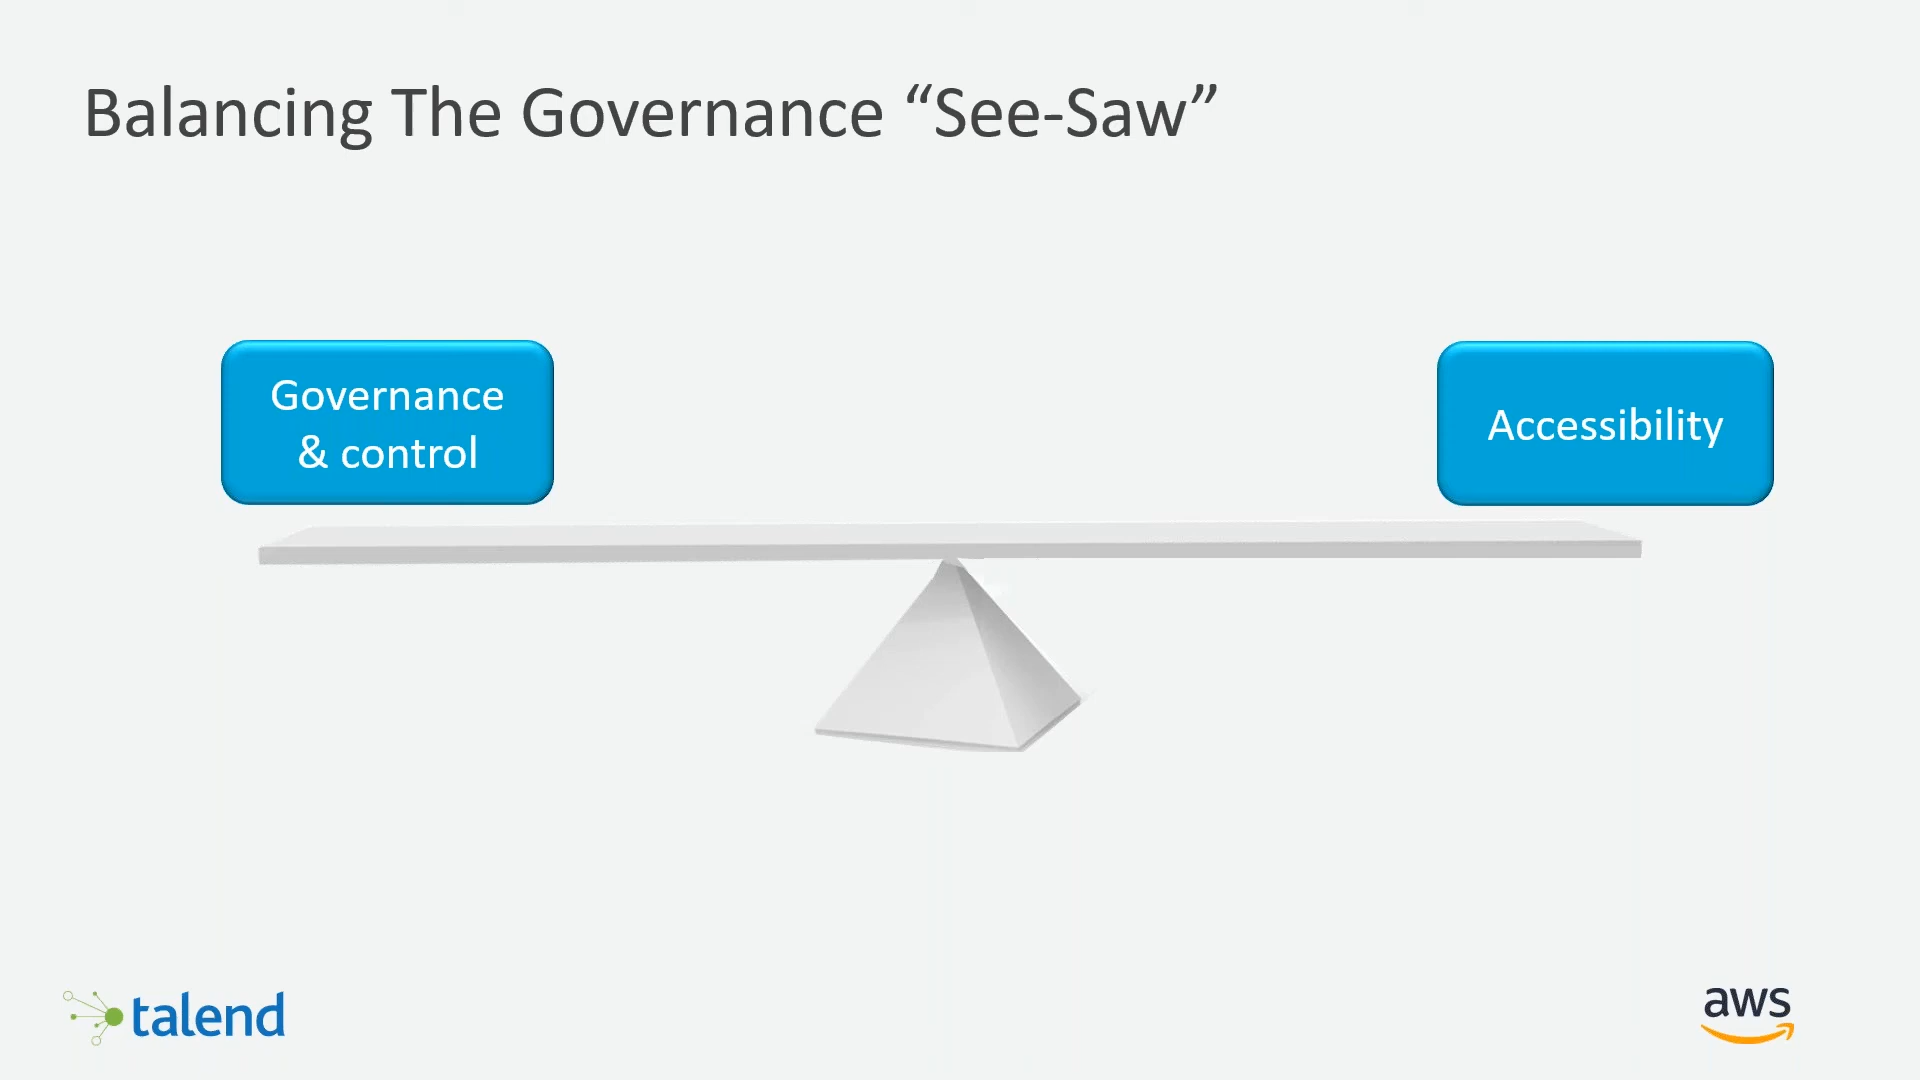 Balancing The Governance “See-Saw”
Governance
& control
Accessibility
talend
aws